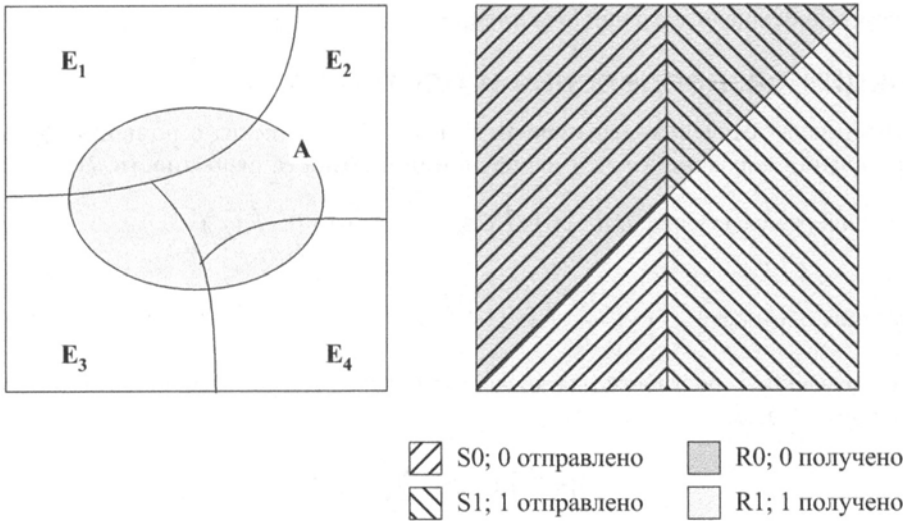 E1
E2
A
E3
E4
S0; 0 отправлено
R0; 0 получено
S1; 1 отправлено
R1; 1 получено